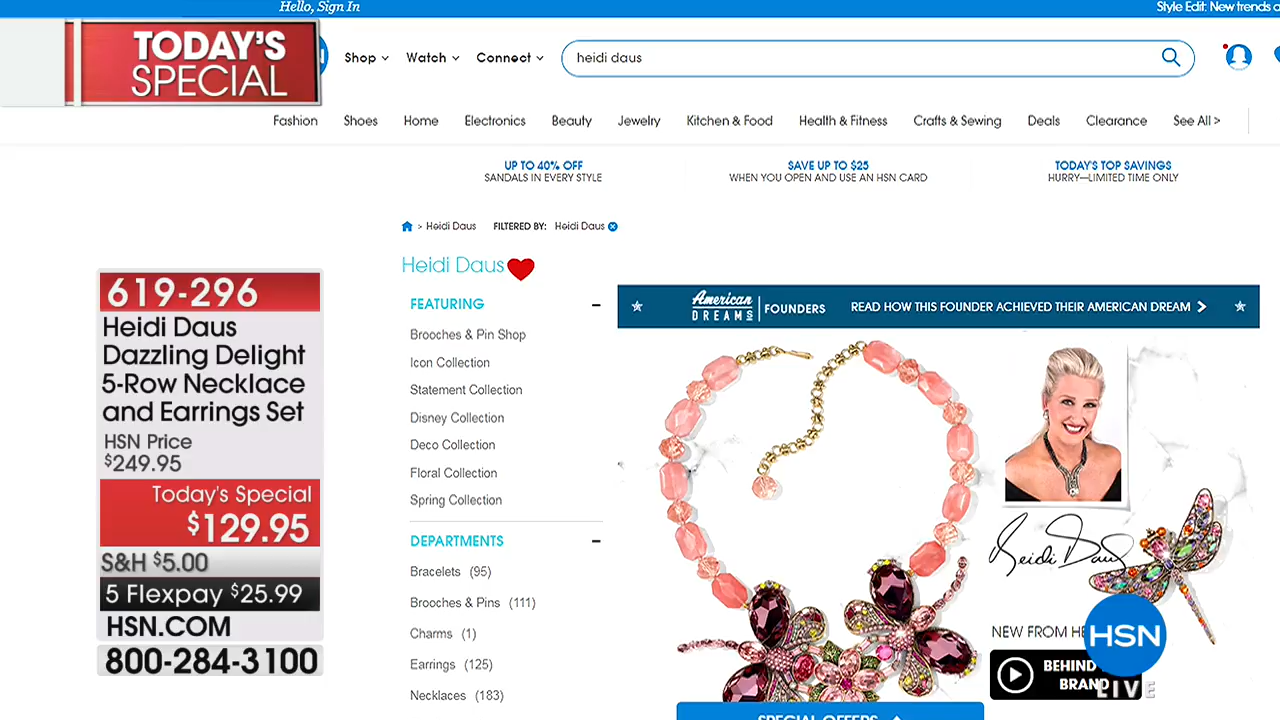 Hello, Sign In
Style Edit: New trends
TODAY'S
SPECIAL
Shop
Watch
Connect
heidi daus
Fashion
Shoes
Home
Electronics
Beauty
Jewelry
Kitchen & Food
Health & Fitness
Crafts & Sewing
Deals
Clearance
See All >
UP TO 40% OFF
SANDALS IN EVERY STYLE
SAVE UP TO $25
WHEN YOU OPEN AND USE AN HSN CARD
TODAY'S TOP SAVINGS
HURRY—LIMITED TIME ONLY
> Heidi Daus FILTERED BY: Heidi Daus
Heidi Daus
619-296
Heidi Daus
Dazzling Delight
5-Row Necklace
and Earrings Set
HSN Price
$249.95
Today's Special
$129.95
S&H $5.00
5 Flexpay $25.99
HSN.COM
800-284-3100
FEATURING
Brooches & Pin Shop
Icon Collection
Statement Collection
Disney Collection
Deco Collection
Floral Collection
Spring Collection
DEPARTMENTS
Bracelets (95)
Brooches & Pins (111)
Charms (1)
Earrings (125)
Necklaces (183)
American
DREAMS
FOUNDERS
READ HOW THIS FOUNDER ACHIEVED THEIR AMERICAN DREAM
Heidi Daus
NEW FROM
HSN
BEHIND
BRAND
LIVE
SPECIAL OFFERS